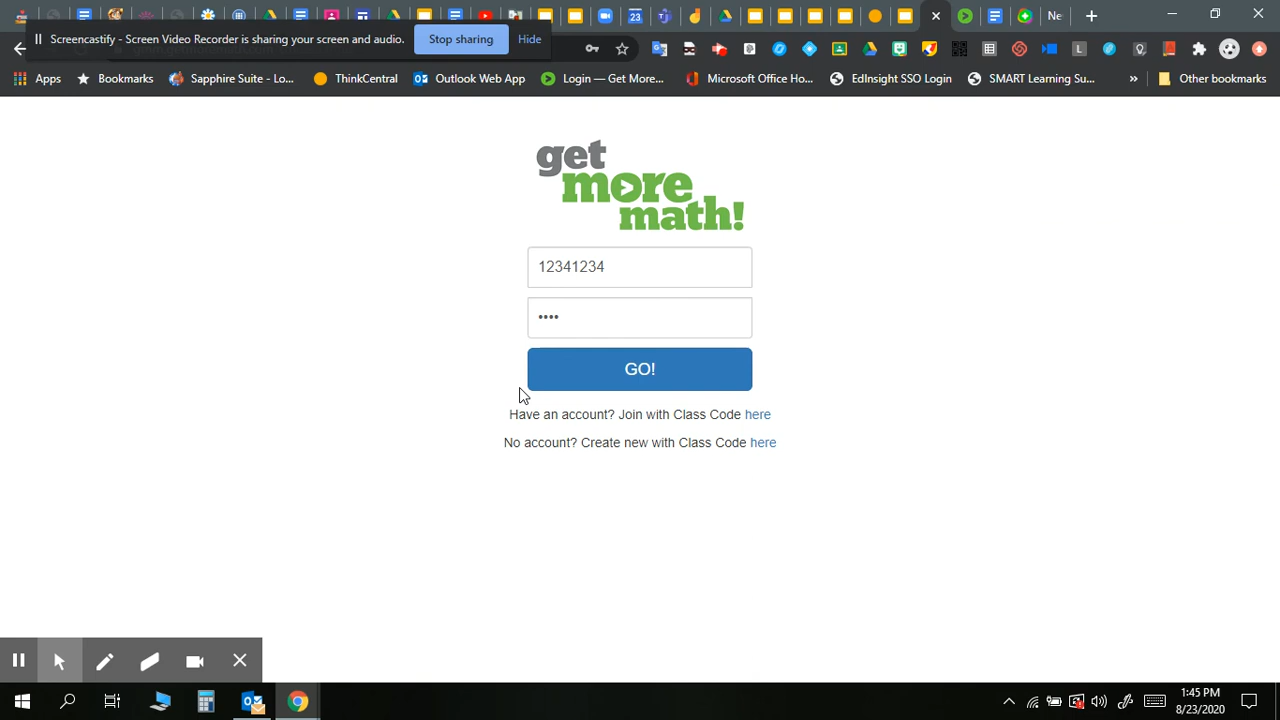 23
Ne
Screencastify - Screen Video Recorder is sharing your screen and audio.
Stop sharing
Hide
Apps
Bookmarks
Sapphire Suite - Lo...
ThinkCentral
Outlook Web App
Login — Get More...
Microsoft Office Ho...
EdInsight SSO Login
SMART Learning Su...
»
Other bookmarks
get
more
math!
12341234
••••
GO!
Have an account? Join with Class Code here
No account? Create new with Class Code here
1:45 PM
8/23/2020